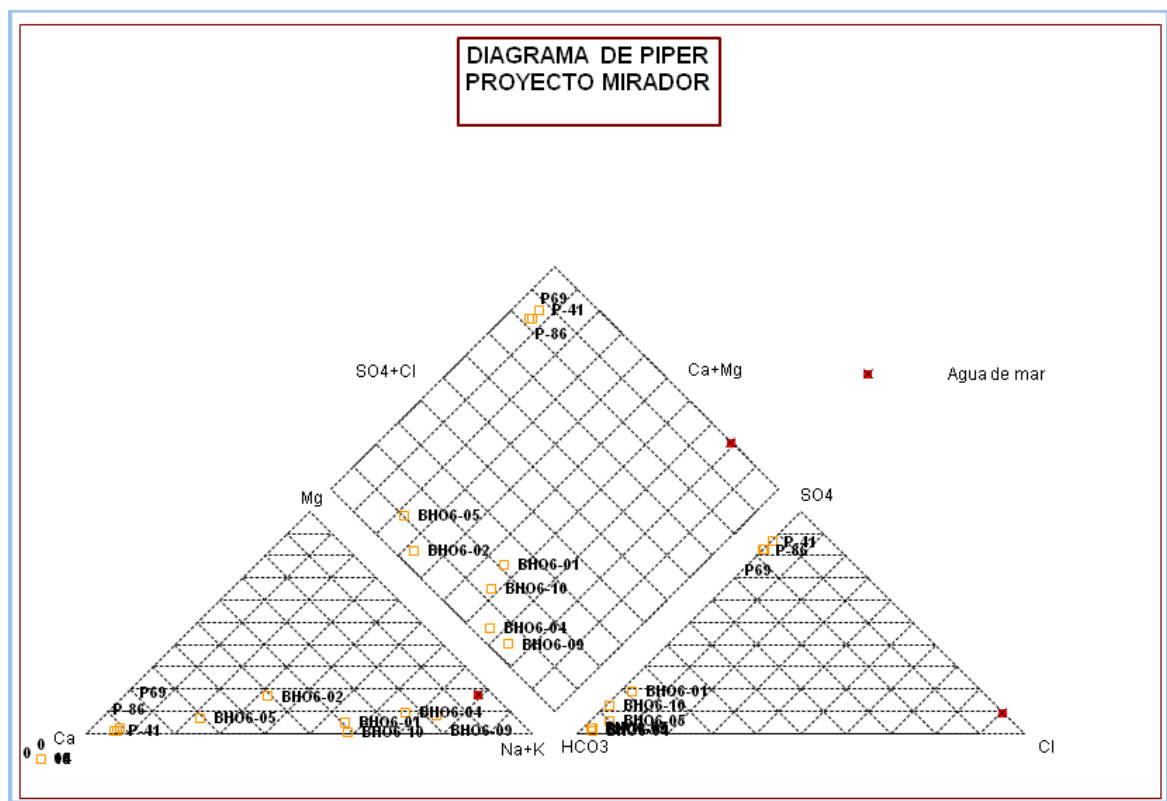 DIAGRAMA DE PIPER
PROYECTO MIRADOR
P69
P-41
P-86
SO4+Cl
Ca+Mg
Agua de mar
Mg
SO4
BHO6-05
BHO6-02
BHO6-01
BHO6-10
BHO6-04
BHO6-09
P-41
P-86
P69
P69
P-86
P-41
BHO6-02
BHO6-05
BHO6-04
BHO6-01
BHO6-09
BHO6-10
BHO6-01
BHO6-10
BHO6-05
Ca
Na+K
HCO3
Cl
0
0